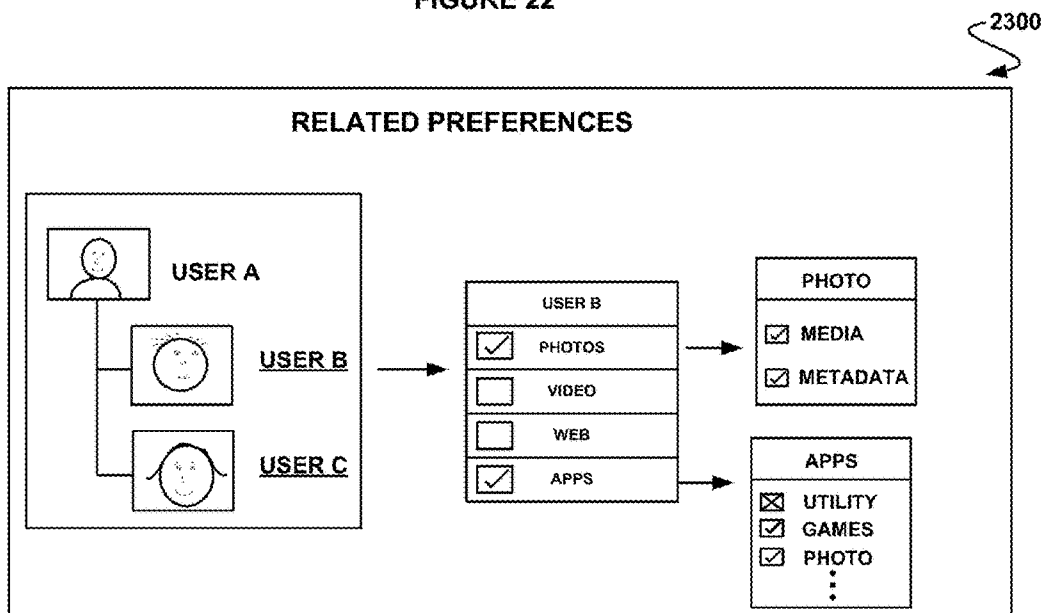 FIGURE 22
2300
RELATED PREFERENCES
USER A
USER B
USER C
USER B
PHOTOS
VIDEO
WEB
APPS
PHOTO
MEDIA
METADATA
APPS
UTILITY
GAMES
PHOTO